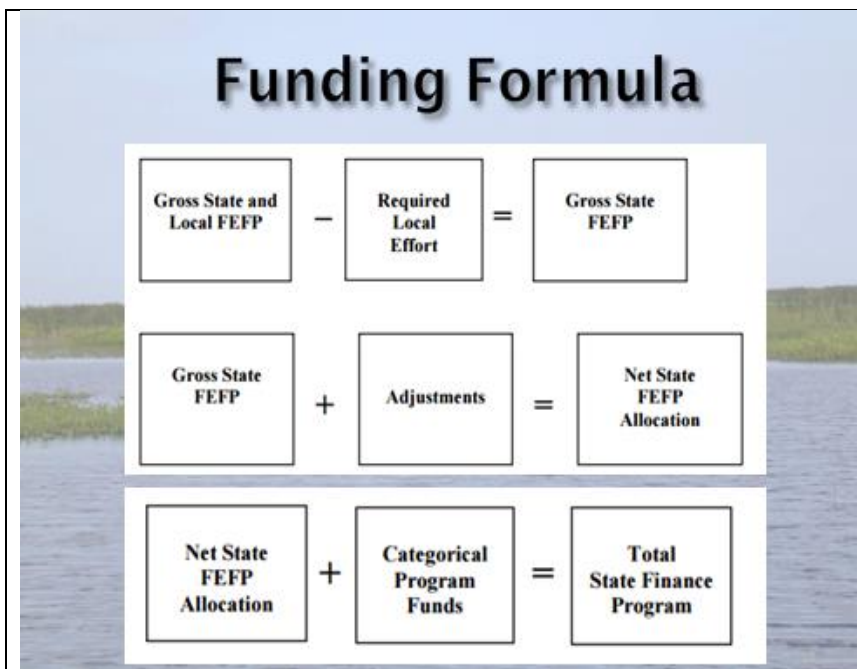 Funding Formula
Gross State and
Local FEFP
−
Required
Local
Effort
=
Gross State
FEFP
Gross State
FEFP
+
Adjustments
=
Net State
FEFP
Allocation
Net State
FEFP
Allocation
+
Categorical
Program
Funds
=
Total
State Finance
Program